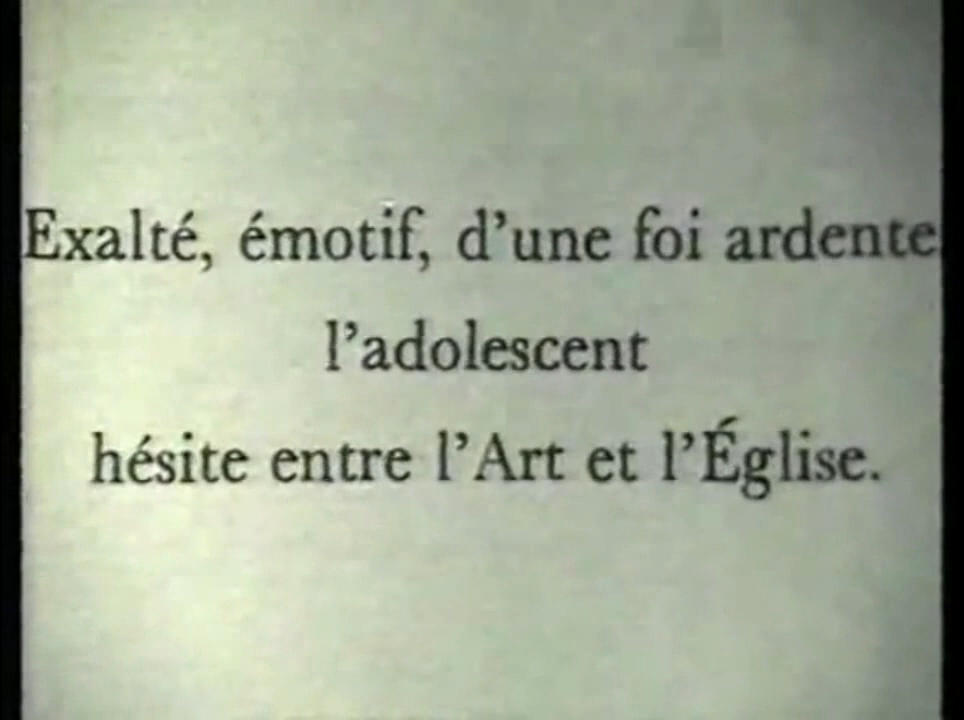 Exalté, émotif, d’une foi ardente
l’adolescent
hésite entre l’Art et l’Église.